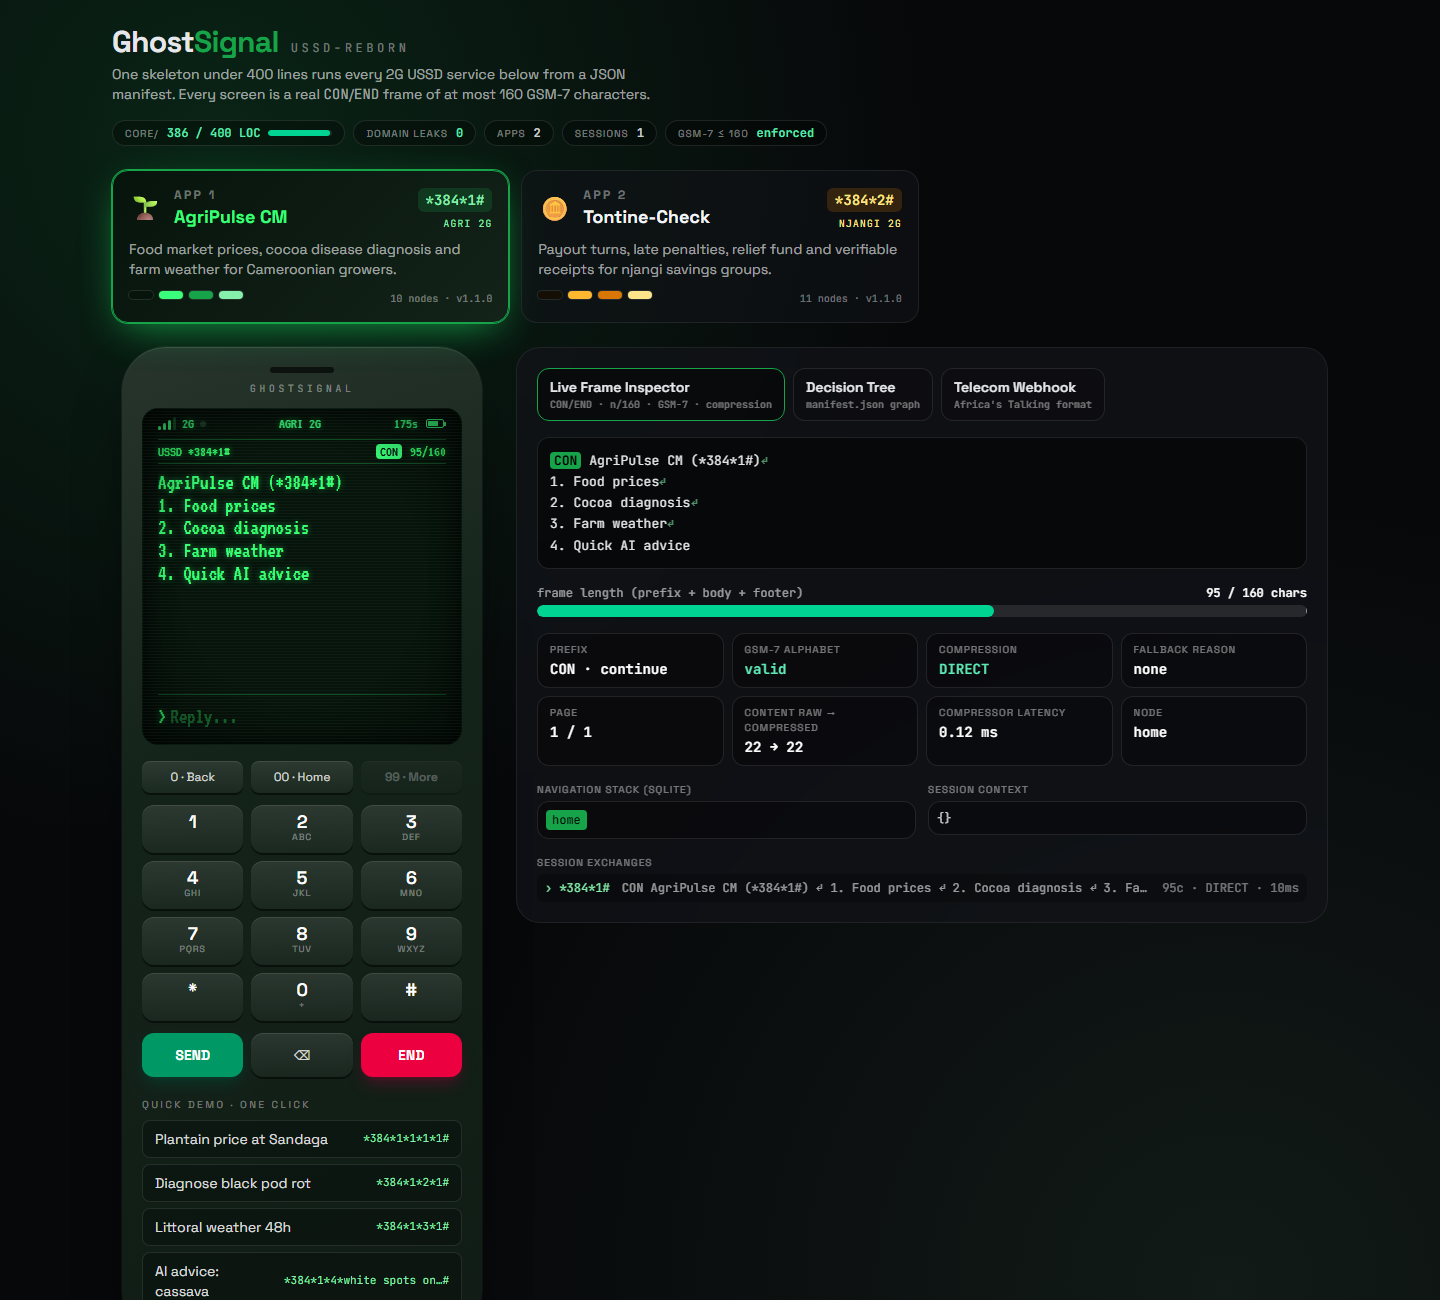 GhostSignal USSD-REBORN
One skeleton under 400 lines runs every 2G USSD service below from a JSON
manifest. Every screen is a real CON/END frame of at most 160 GSM-7 characters.
CORE/ 386 / 400 LOC
DOMAIN LEAKS 0
APPS 2
SESSIONS 1
GSM-7 ≤ 160 enforced
APP 1
AgriPulse CM
*384*1#
AGRI 2G
Food market prices, cocoa disease diagnosis and
farm weather for Cameroonian growers.
10 nodes · v1.1.0
APP 2
Tontine-Check
*384*2#
NJANGI 2G
Payout turns, late penalties, relief fund and verifiable
receipts for njangi savings groups.
11 nodes · v1.1.0
GHOSTSIGNAL
2G AGRI 2G 175s
USSD *384*1# CON 95/160
AgriPulse CM (*384*1#)
1. Food prices
2. Cocoa diagnosis
3. Farm weather
4. Quick AI advice
❯ Reply...
0 · Back 00 · Home 99 · More
1 2 3
ABC DEF
4 5 6
GHI JKL MNO
7 8 9
PQRS TUV WXYZ
* 0 #
+
SEND ⌫ END
QUICK DEMO · ONE CLICK
Plantain price at Sandaga *384*1*1*1*1#
Diagnose black pod rot *384*1*2*1#
Littoral weather 48h *384*1*3*1#
AI advice:
cassava
*384*1*4*white spots on…#
Live Frame Inspector
CON/END · n/160 · GSM-7 · compression
Decision Tree
manifest.json graph
Telecom Webhook
Africa's Talking format
CON AgriPulse CM (*384*1#)↲
1. Food prices↲
2. Cocoa diagnosis↲
3. Farm weather↲
4. Quick AI advice
frame length (prefix + body + footer) 95 / 160 chars
PREFIX
CON · continue
GSM-7 ALPHABET
valid
COMPRESSION
DIRECT
FALLBACK REASON
none
PAGE
1 / 1
CONTENT RAW →
COMPRESSED
22 → 22
COMPRESSOR LATENCY
0.12 ms
NODE
home
NAVIGATION STACK (SQLITE)
home
SESSION CONTEXT
{}
SESSION EXCHANGES
› *384*1# CON AgriPulse CM (*384*1#) ↲ 1. Food prices ↲ 2. Cocoa diagnosis ↲ 3. Fa… 95c · DIRECT · 10ms